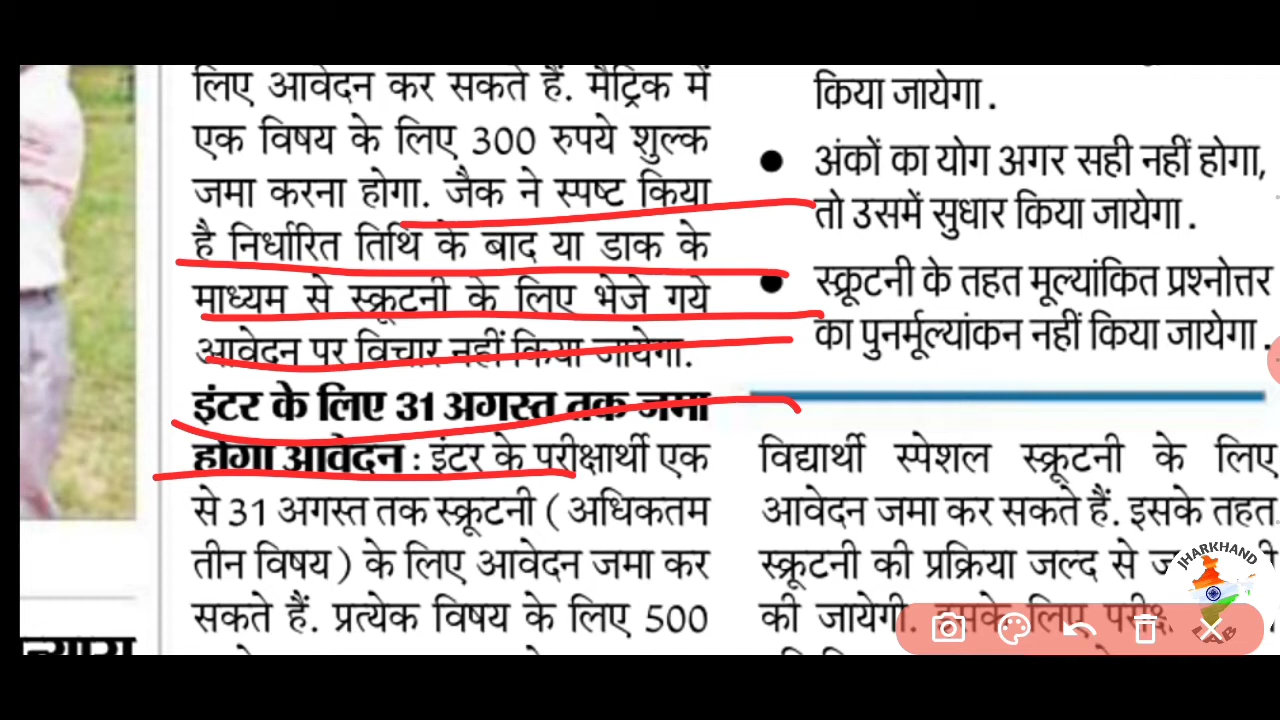 लिए आवेदन कर सकते हैं. मैट्रिक में
एक विषय के लिए 300 रुपये शुल्क
जमा करना होगा. जैक ने स्पष्ट किया
है निर्धारित तिथि के बाद या डाक के
माध्यम से स्क्रूटनी के लिए भेजे गये
आवेदन पर विचार नहीं किया जायेगा.
इंटर के लिए 31 अगस्त तक जमा
होगा आवेदन : इंटर के परीक्षार्थी एक
से 31 अगस्त तक स्क्रूटनी ( अधिकतम
तीन विषय ) के लिए आवेदन जमा कर
सकते हैं. प्रत्येक विषय के लिए 500
किया जायेगा .
● अंकों का योग अगर सही नहीं होगा,
तो उसमें सुधार किया जायेगा .
● स्क्रूटनी के तहत मूल्यांकित प्रश्नोत्तर
का पुनर्मूल्यांकन नहीं किया जायेगा .
विद्यार्थी स्पेशल स्क्रूटनी के लिए
आवेदन जमा कर सकते हैं. इसके तहत
स्क्रूटनी की प्रक्रिया जल्द से
की जायेगी. इसके लिए
JHARKHAND
LAB